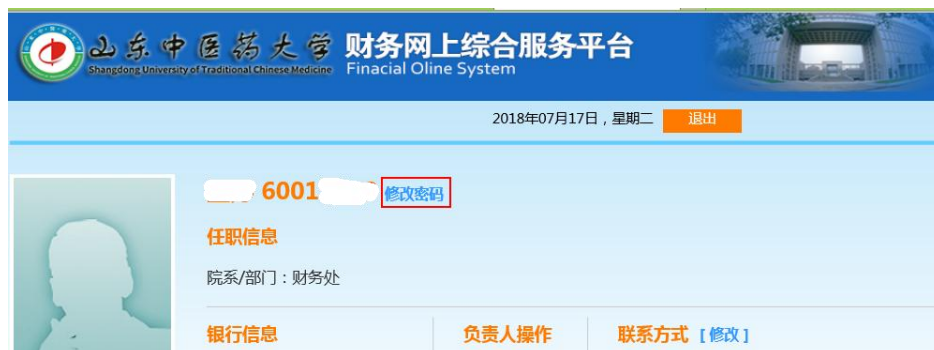 山东中医药大学 财务网上综合服务平台
Shangdong University of Traditional Chinese Medicine Finacial Oline System
2018年07月17日，星期二 退出
6001 修改密码
任职信息
院系/部门：财务处
银行信息 负责人操作 联系方式 [修改]